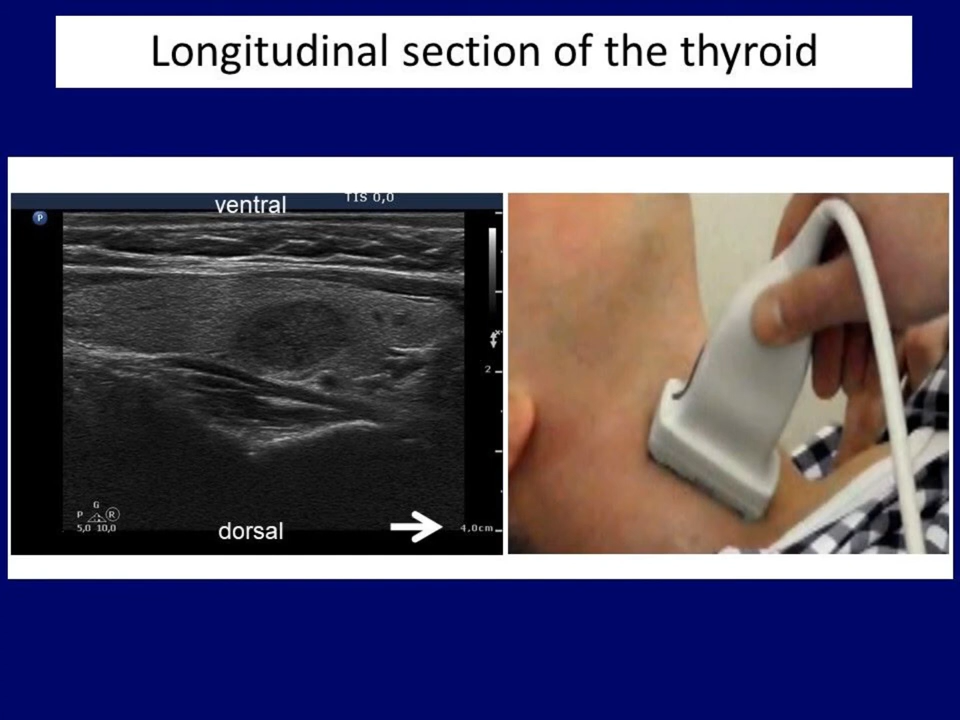 Longitudinal section of the thyroid
TIS 0,0
ventral
P
2
G
P R
5,0 10,0
dorsal
4.0cm